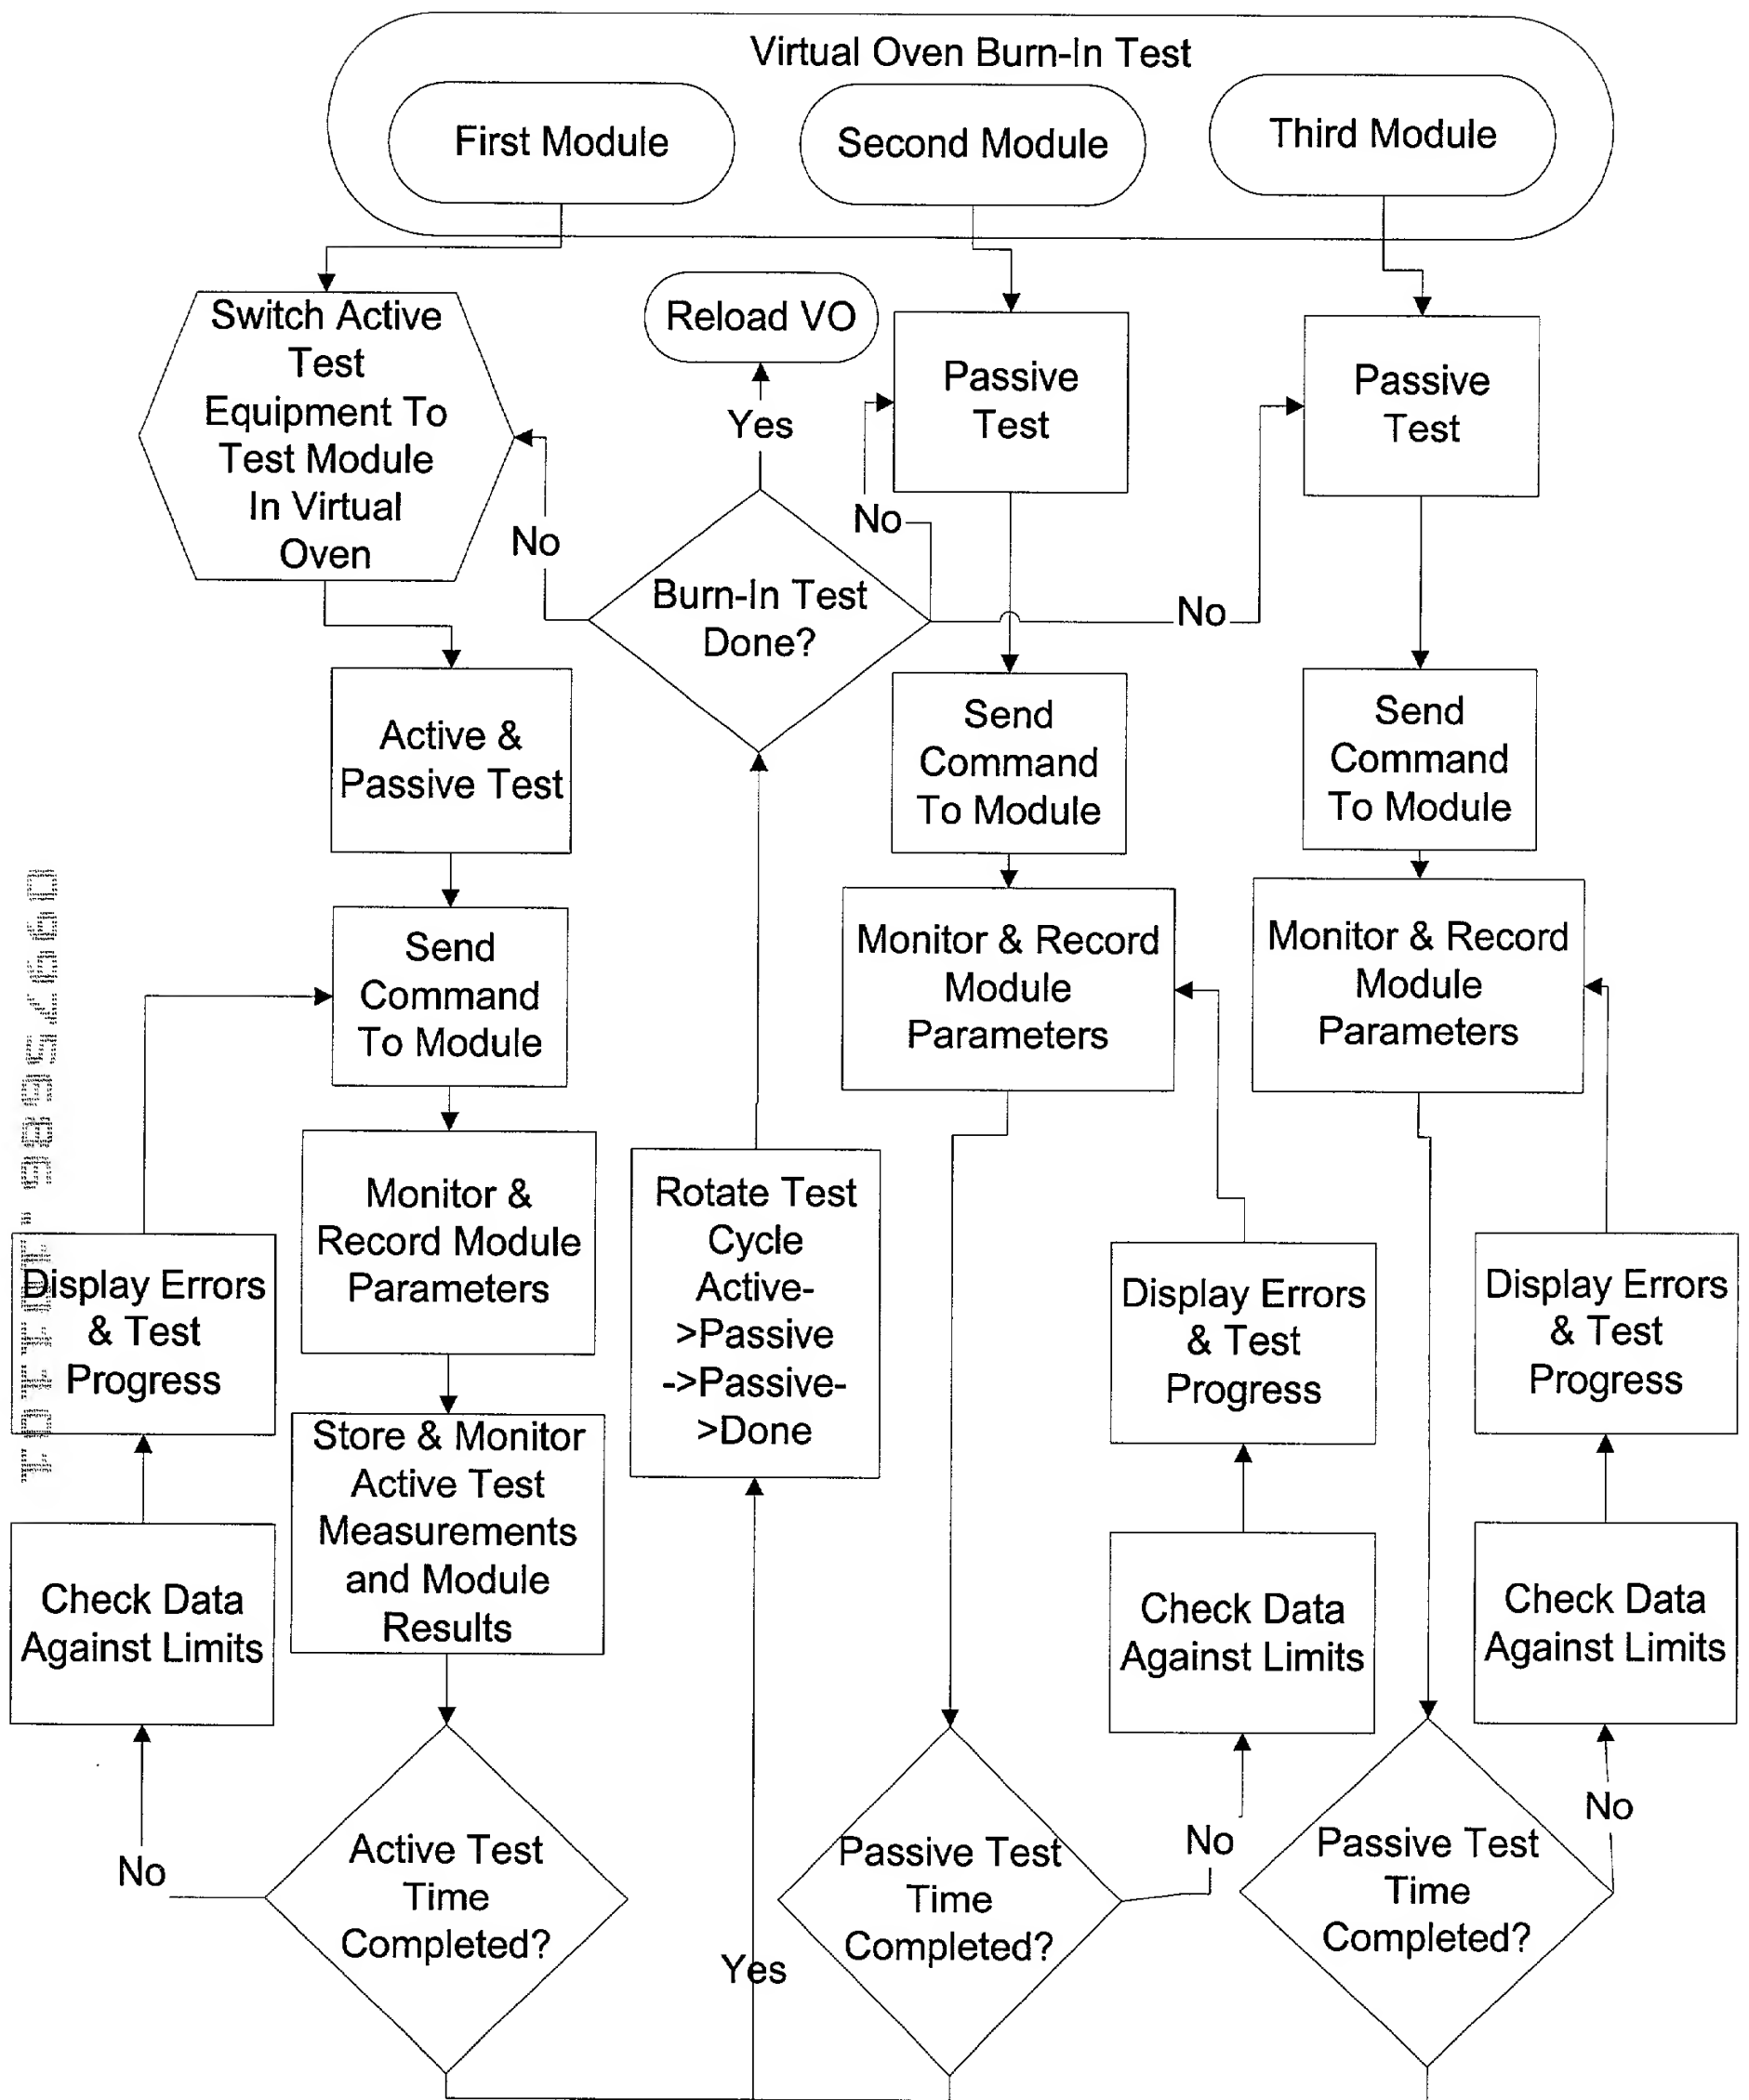 Virtual Oven Burn-In Test
First Module
Second Module
Third Module
Switch Active
Test
Equipment To
Test Module
In Virtual
Oven
Reload VO
Yes
Passive
Test
Passive
Test
No
No
Burn-In Test
Done?
No
Active &
Passive Test
Send
Command
To Module
Send
Command
To Module
Send
Command
To Module
Monitor & Record
Module
Parameters
Monitor & Record
Module
Parameters
Monitor &
Record Module
Parameters
Rotate Test
Cycle
Active-
>Passive
->Passive-
>Done
Display Errors
& Test
Progress
Display Errors
& Test
Progress
Display Errors
& Test
Progress
Store & Monitor
Active Test
Measurements
and Module
Results
Check Data
Against Limits
Check Data
Against Limits
Check Data
Against Limits
No
Active Test
Time
Completed?
Yes
Passive Test
Time
Completed?
No
Passive Test
Time
Completed?
No